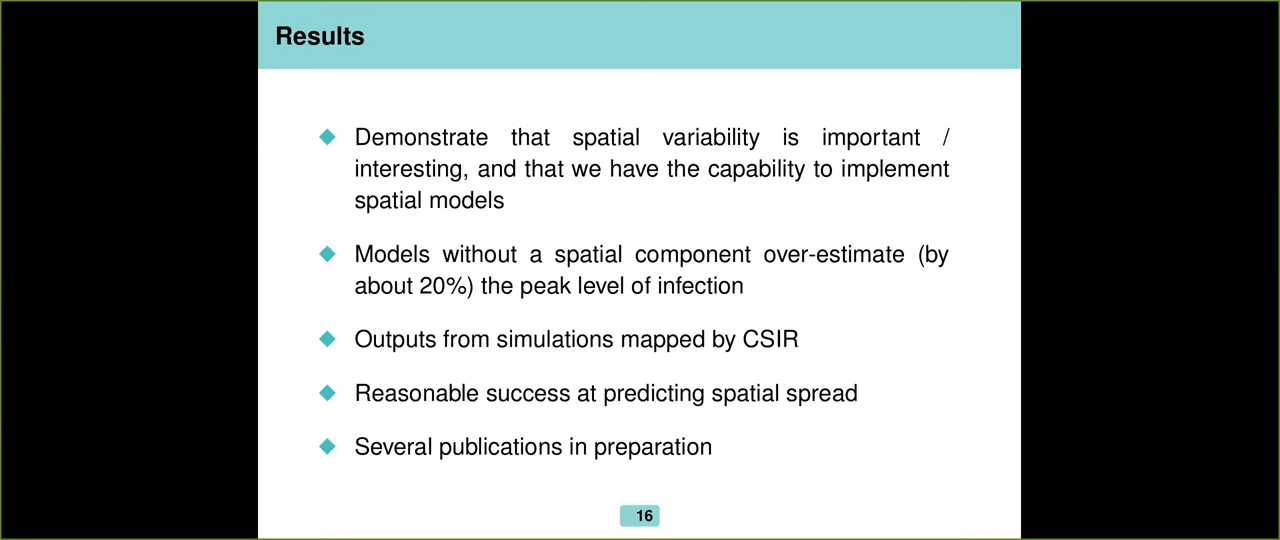 Results
Demonstrate that spatial variability is important /
interesting, and that we have the capability to implement
spatial models
Models without a spatial component over-estimate (by
about 20%) the peak level of infection
Outputs from simulations mapped by CSIR
Reasonable success at predicting spatial spread
Several publications in preparation
16